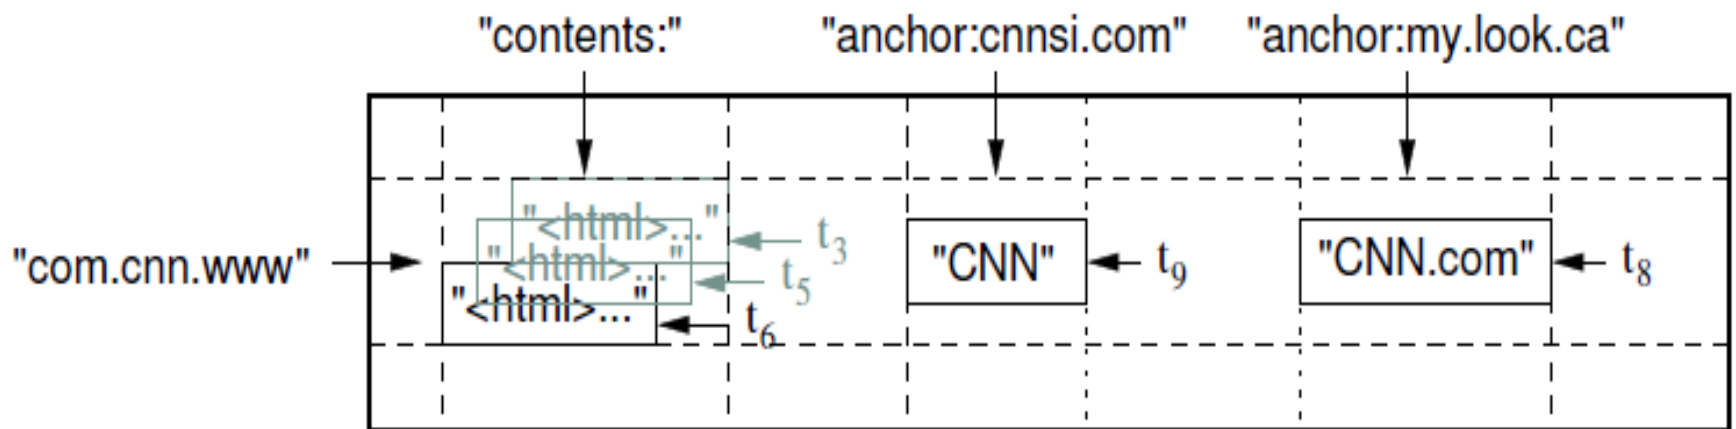 "contents:" "anchor:cnnsi.com" "anchor:my.look.ca"
"<html>..." t3
"com.cnn.www" "<html>..." t5 "CNN" t9 "CNN.com" t8
"<html>..." t6